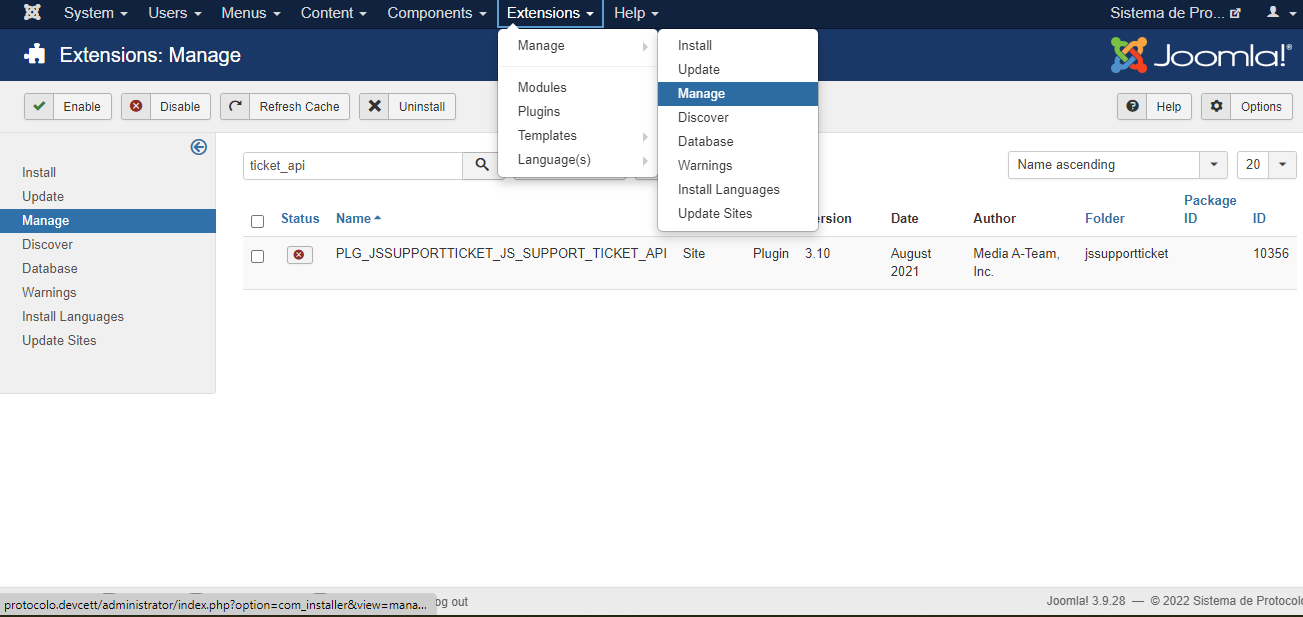 System Users Menus Content Components Extensions Help Sistema de Pro...
Extensions: Manage
Joomla!®
Manage
Modules
Plugins
Templates
Language(s)
Install
Update
Manage
Discover
Database
Warnings
Install Languages
Update Sites
Enable Disable Refresh Cache Uninstall Help Options
Install
Update
Manage
Discover
Database
Warnings
Install Languages
Update Sites
ticket_api Name ascending 20
Status Name Date Author Folder Package ID ID
PLG_JSSUPPORTTICKET_JS_SUPPORT_TICKET_API Site Plugin 3.10 August 2021 Media A-Team, Inc. jssupportticket 10356
protocolo.devcett/administrator/index.php?option=com_installer&view=mana...
og out
Joomla! 3.9.28 — © 2022 Sistema de Protocolo